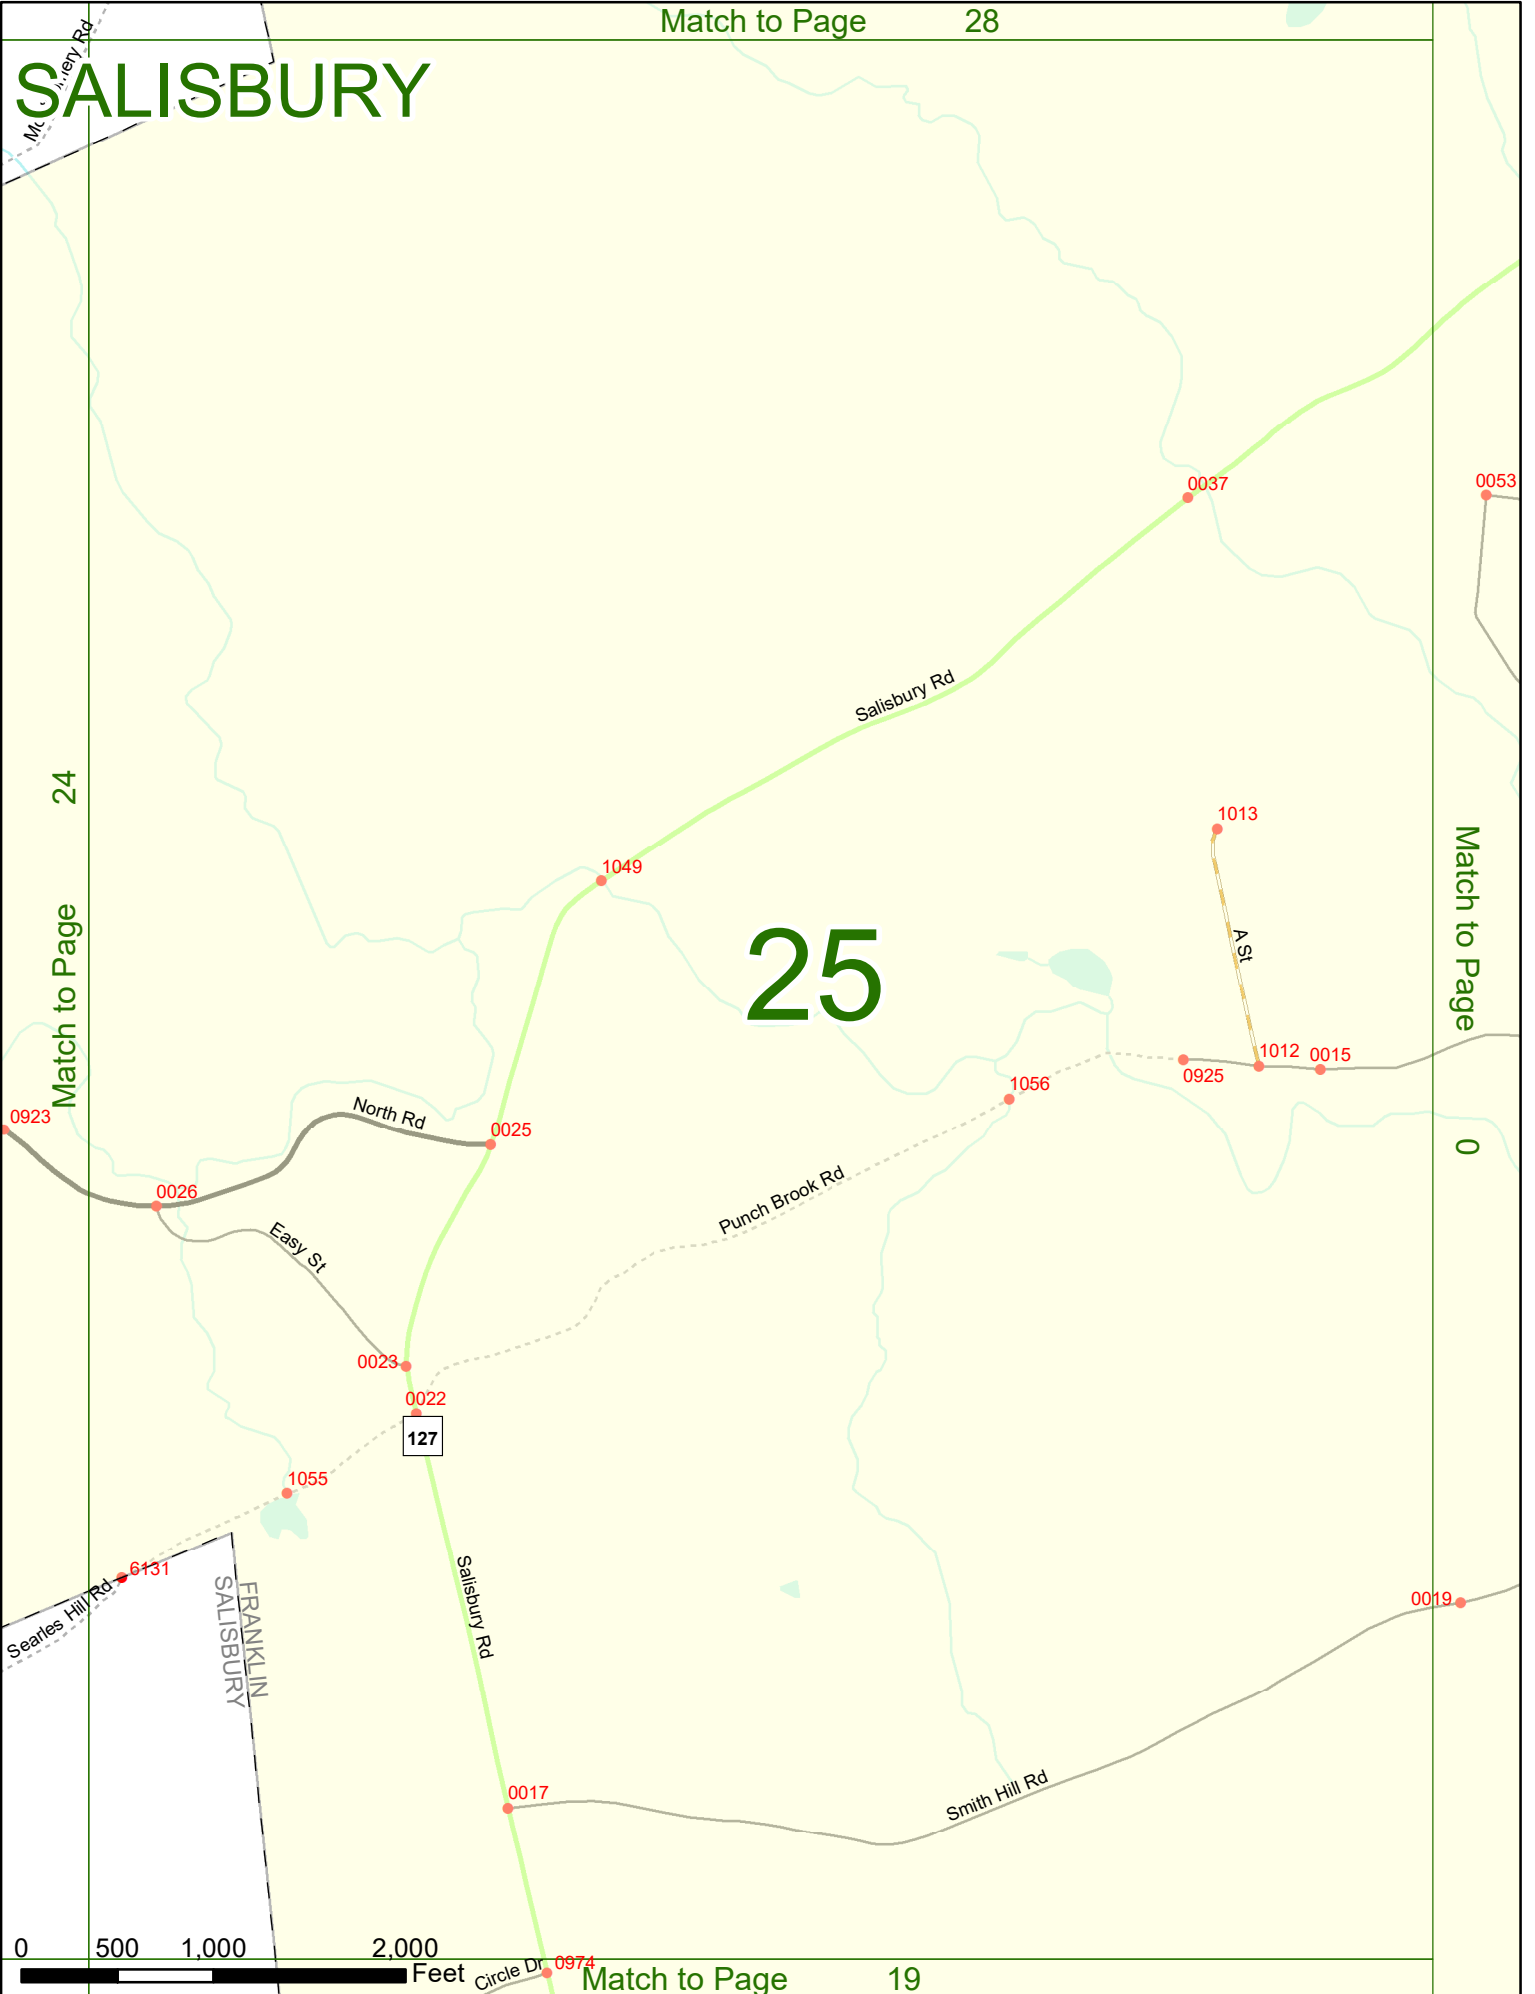 Match to Page 28
SALISBURY
0037
0053
Salisbury Rd
24
Match to Page
1013
1049
A St
25
Match to Page
0
1012
0015
0925
1056
0923
North Rd
0025
0026
Punch Brook Rd
Easy St
0023
0022
127
1055
6131
Searles Hill Rd
FRANKLIN
SALISBURY
Salisbury Rd
0019
0017
Smith Hill Rd
0 500 1,000 2,000
Feet
Circle Dr
0974
Match to Page 19